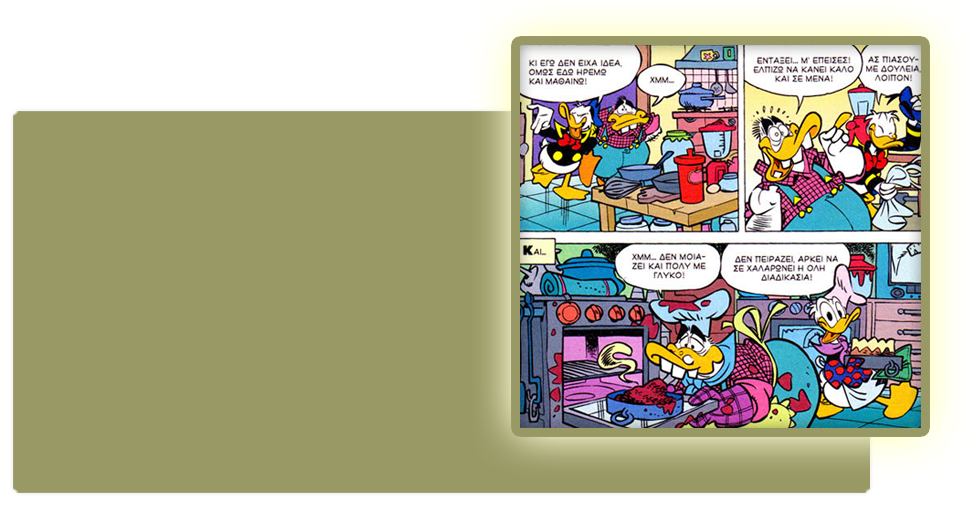 ΚΙ ΕΓΩ ΔΕΝ ΕΙΧΑ ΙΔΕΑ,
ΟΜΩΣ ΕΔΩ ΗΡΕΜΩ
ΚΑΙ ΜΑΘΑΙΝΩ!
ΧΜΜ...
ΕΝΤΑΞΕΙ... Μ' ΕΠΕΙΣΕΣ!
ΕΛΠΙΖΩ ΝΑ ΚΑΝΕΙ ΚΑΛΟ
ΚΑΙ ΣΕ ΜΕΝΑ!
ΑΣ ΠΙΑΣΟΥ-
ΜΕ ΔΟΥΛΕΙΑ,
ΛΟΙΠΟΝ!
ΚΑΙ...
ΧΜΜ... ΔΕΝ ΜΟΙΑ-
ΖΕΙ ΚΑΙ ΠΟΛΥ ΜΕ
ΓΛΥΚΟ!
ΔΕΝ ΠΕΙΡΑΖΕΙ, ΑΡΚΕΙ ΝΑ
ΣΕ ΧΑΛΑΡΩΝΕΙ Η ΟΛΗ
ΔΙΑΔΙΚΑΣΙΑ!